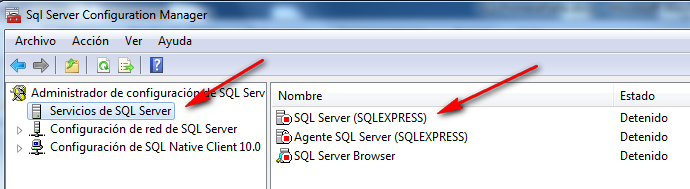 Sql Server Configuration Manager
Archivo Acción Ver Ayuda
Administrador de configuración de SQL Serv
Servicios de SQL Server
Configuración de red de SQL Server
Configuración de SQL Native Client 10.0
Nombre Estado
SQL Server (SQLEXPRESS) Detenido
Agente SQL Server (SQLEXPRESS) Detenido
SQL Server Browser Detenido